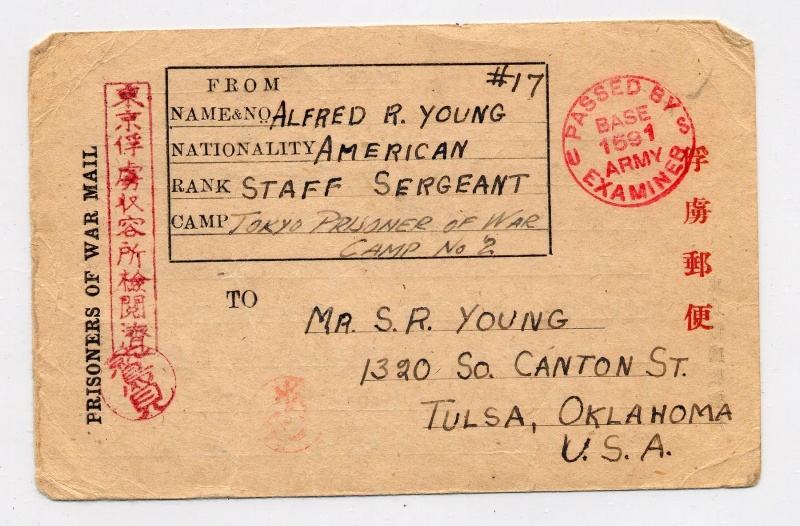 #17
FROM
NAME&NO. ALFRED R. YOUNG
NATIONALITY AMERICAN
RANK STAFF SERGEANT
CAMP TOKYO PRISONER OF WAR
CAMP No 2
PRISONERS OF WAR MAIL
東京俘虜収容所檢閲濟
PASSED BY
BASE
1591
ARMY
EXAMINER
U S
俘虜郵便
TO
MR. S. R. YOUNG
1320 So. CANTON ST.
TULSA, OKLAHOMA
U. S. A.